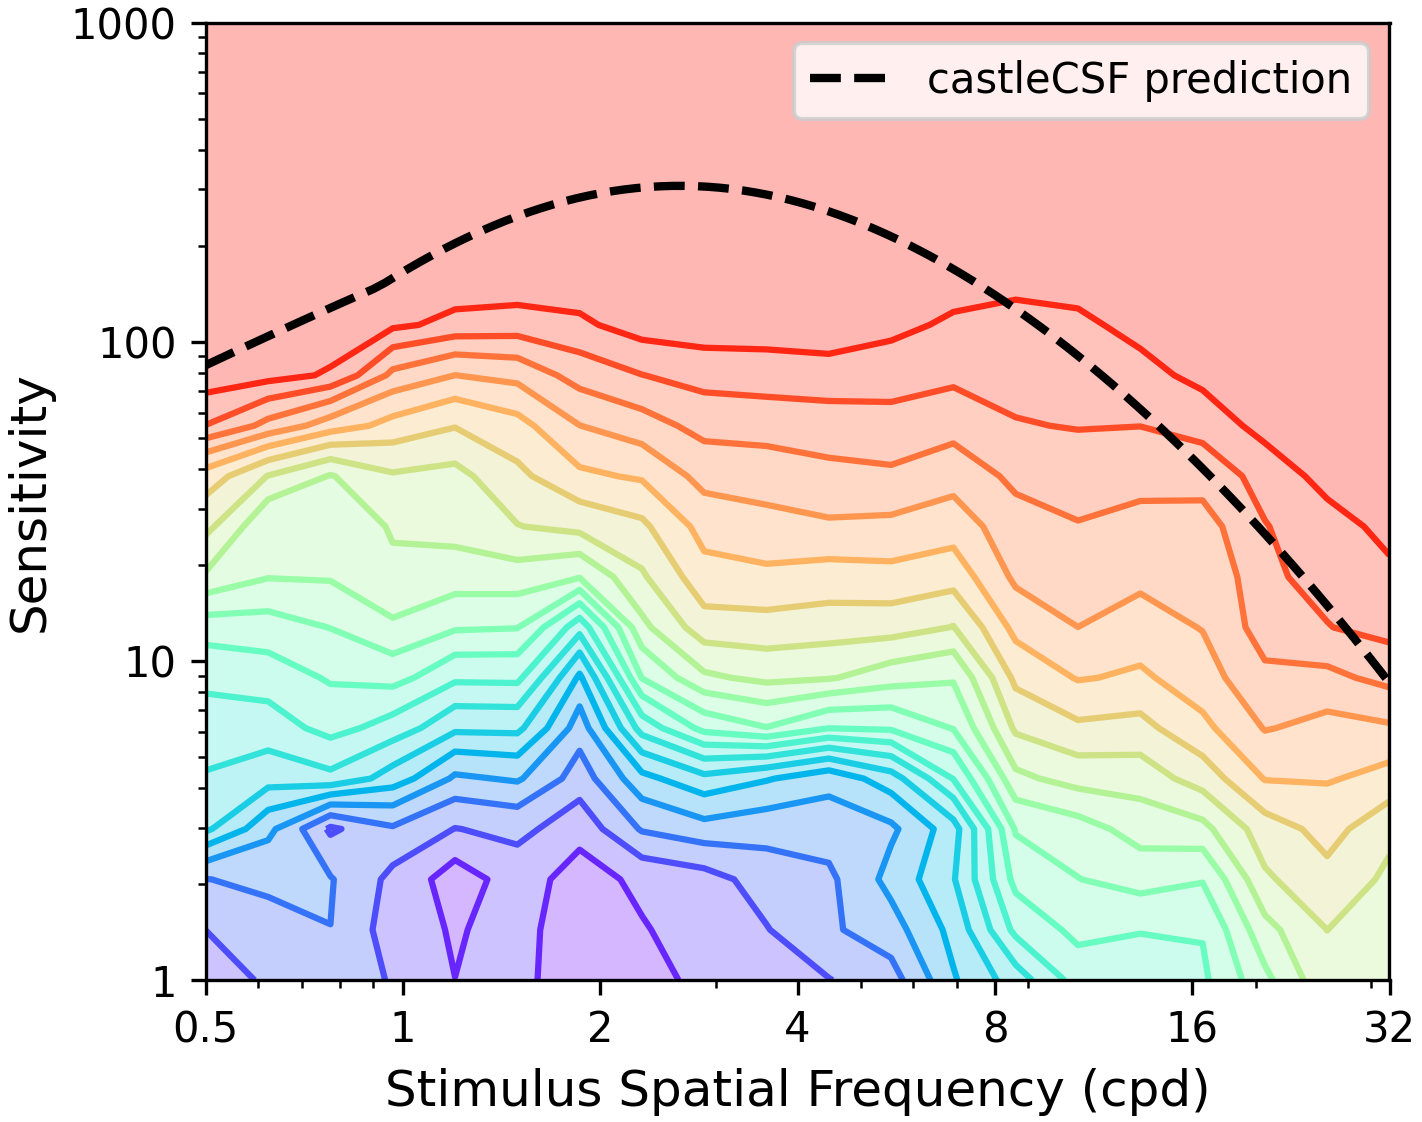 1000
100
10
1
Sensitivity
castleCSF prediction
0.5 1 2 4 8 16 32
Stimulus Spatial Frequency (cpd)